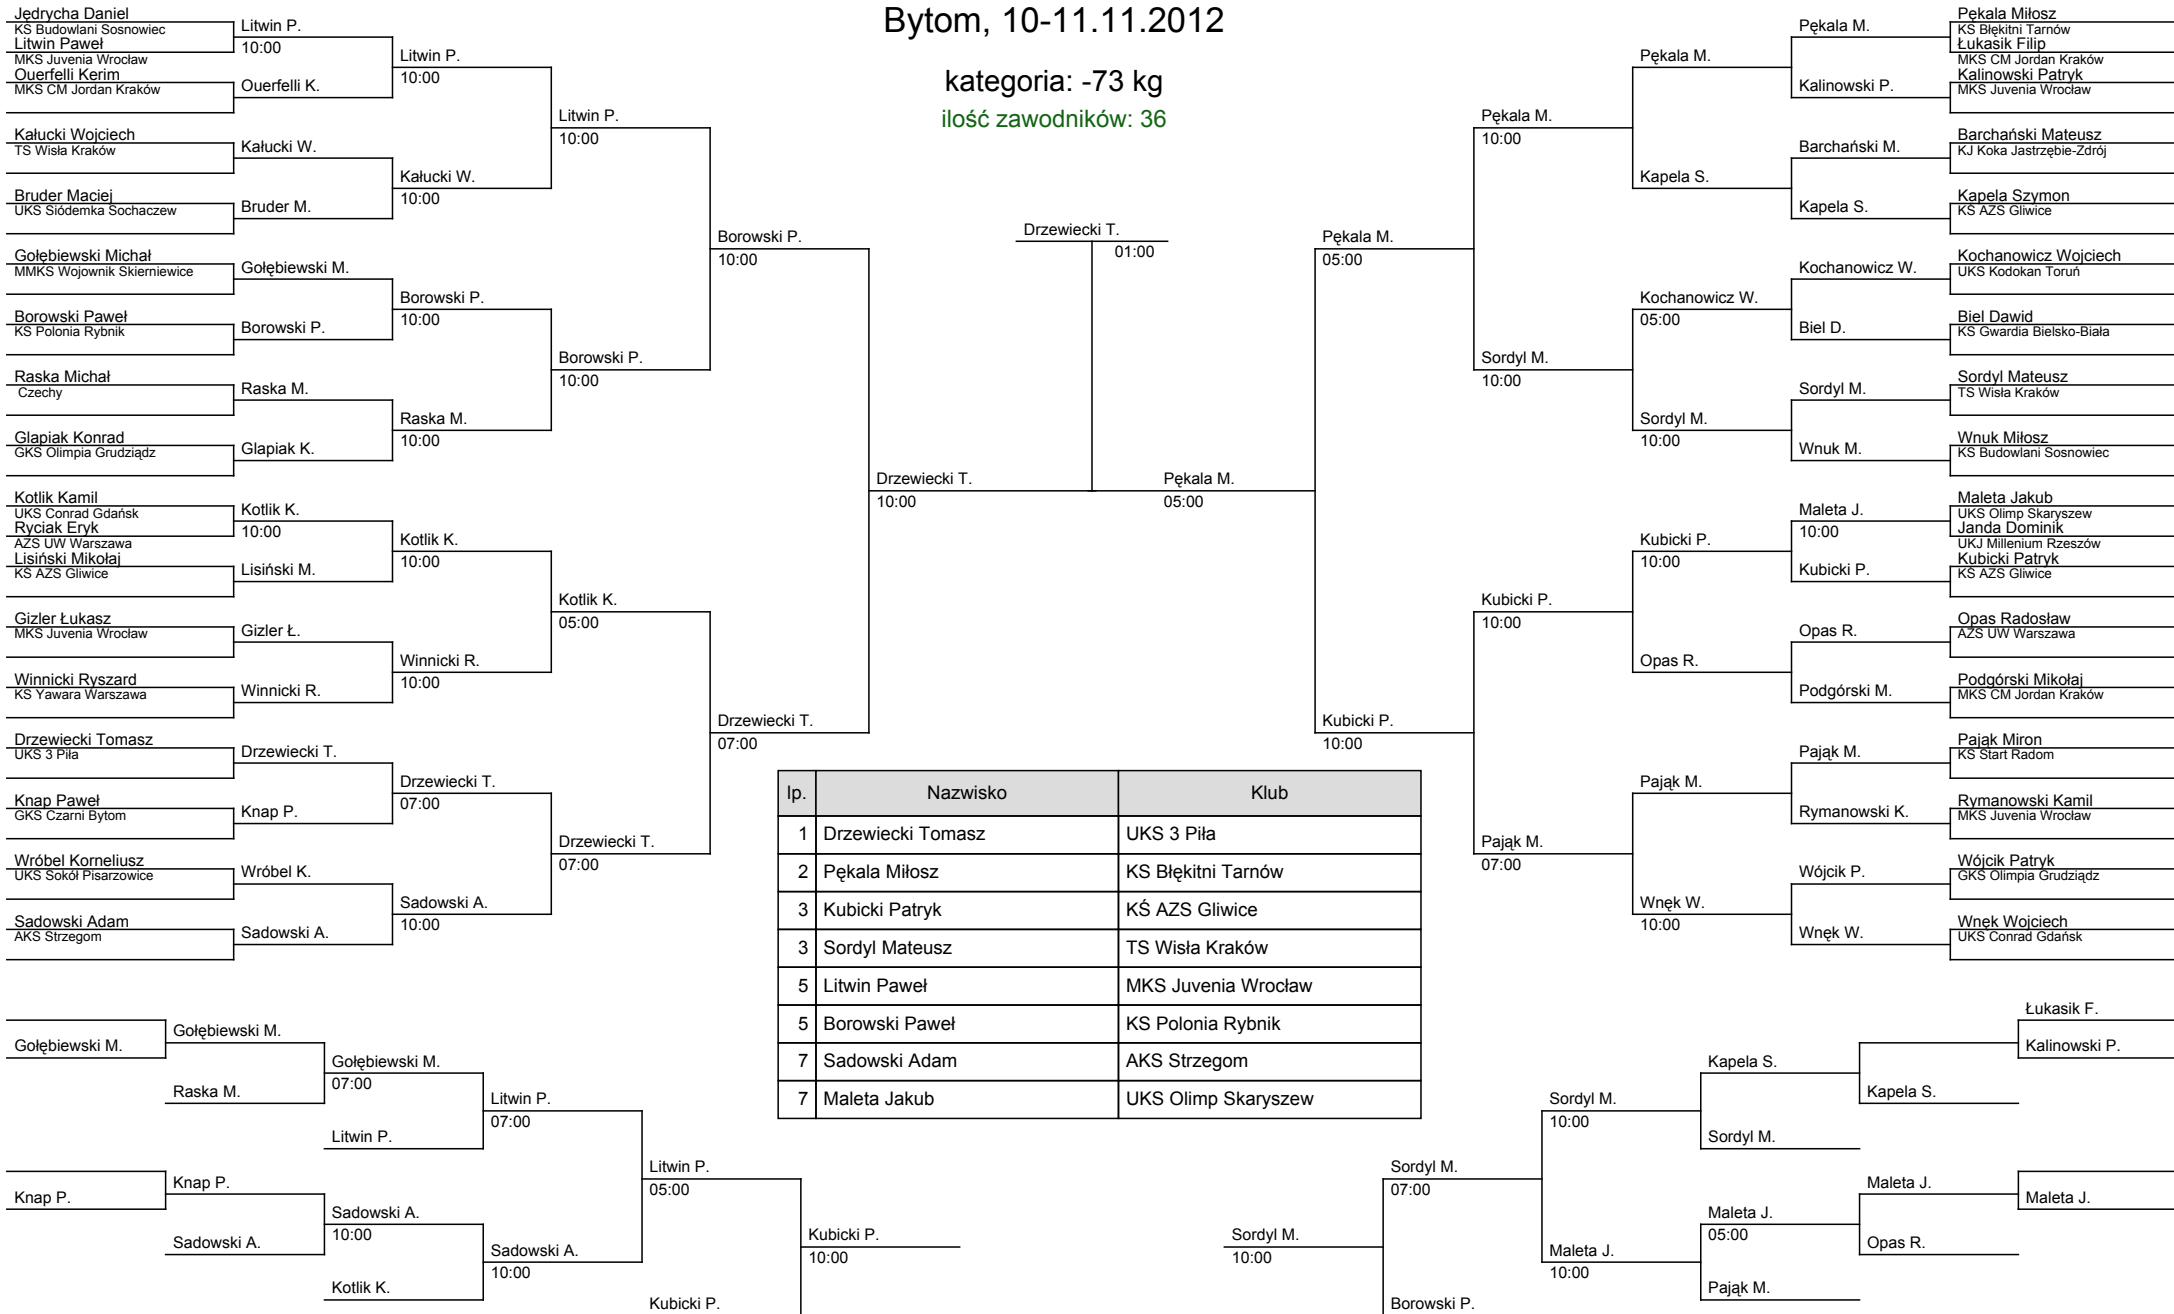 Bytom, 10-11.11.2012
kategoria: -73 kg
ilość zawodników: 36
Jędrycha Daniel
KS Budowlani Sosnowiec
Litwin Paweł
MKS Juvenia Wrocław
Ouerfelli Kerim
MKS CM Jordan Kraków
Kałucki Wojciech
TS Wisła Kraków
Bruder Maciej
UKS Siódemka Sochaczew
Gołębiewski Michał
MMKS Wojownik Skierniewice
Borowski Paweł
KS Polonia Rybnik
Raska Michał
Czechy
Glapiak Konrad
GKS Olimpia Grudziądz
Kotlik Kamil
UKS Conrad Gdańsk
Ryciak Eryk
AZS UW Warszawa
Lisiński Mikołaj
KŚ AZS Gliwice
Gizler Łukasz
MKS Juvenia Wrocław
Winnicki Ryszard
KS Yawara Warszawa
Drzewiecki Tomasz
UKS 3 Piła
Knap Paweł
GKS Czarni Bytom
Wróbel Korneliusz
UKS Sokół Pisarzowice
Sadowski Adam
AKS Strzegom
Litwin P.
10:00
Ouerfelli K.
Kałucki W.
Bruder M.
Gołębiewski M.
Borowski P.
Raska M.
Glapiak K.
Kotlik K.
10:00
Lisiński M.
Gizler Ł.
Winnicki R.
Drzewiecki T.
Knap P.
Wróbel K.
Sadowski A.
Litwin P.
10:00
Kałucki W.
10:00
Borowski P.
10:00
Raska M.
10:00
Kotlik K.
10:00
Winnicki R.
10:00
Drzewiecki T.
07:00
Sadowski A.
10:00
Litwin P.
10:00
Borowski P.
10:00
Kotlik K.
05:00
Drzewiecki T.
07:00
Borowski P.
10:00
Drzewiecki T.
07:00
Drzewiecki T.
10:00
Drzewiecki T.
01:00
Pękala M.
05:00
Pękala M.
05:00
Kubicki P.
10:00
Pękala M.
10:00
Sordyl M.
10:00
Kubicki P.
10:00
Pająk M.
07:00
Pękala M.
Kapela S.
Kochanowicz W.
05:00
Sordyl M.
10:00
Kubicki P.
10:00
Opas R.
Pająk M.
Wnęk W.
10:00
Pękala M.
Kalinowski P.
Barchański M.
Kapela S.
Kochanowicz W.
Biel D.
Sordyl M.
Wnuk M.
Maleta J.
10:00
Kubicki P.
Opas R.
Podgórski M.
Pająk M.
Rymanowski K.
Wójcik P.
Wnęk W.
Pękala Miłosz
KS Błękitni Tarnów
Łukasik Filip
MKS CM Jordan Kraków
Kalinowski Patryk
MKS Juvenia Wrocław
Barchański Mateusz
KJ Koka Jastrzębie-Zdrój
Kapela Szymon
KŚ AZS Gliwice
Kochanowicz Wojciech
UKS Kodokan Toruń
Biel Dawid
KS Gwardia Bielsko-Biała
Sordyl Mateusz
TS Wisła Kraków
Wnuk Miłosz
KS Budowlani Sosnowiec
Maleta Jakub
UKS Olimp Skaryszew
Janda Dominik
UKJ Millenium Rzeszów
Kubicki Patryk
KŚ AZS Gliwice
Opas Radosław
AZS UW Warszawa
Podgórski Mikołaj
MKS CM Jordan Kraków
Pająk Miron
KS Start Radom
Rymanowski Kamil
MKS Juvenia Wrocław
Wójcik Patryk
GKS Olimpia Grudziądz
Wnęk Wojciech
UKS Conrad Gdańsk
lp. Nazwisko Klub
1 Drzewiecki Tomasz UKS 3 Piła
2 Pękala Miłosz KS Błękitni Tarnów
3 Kubicki Patryk KŚ AZS Gliwice
3 Sordyl Mateusz TS Wisła Kraków
5 Litwin Paweł MKS Juvenia Wrocław
5 Borowski Paweł KS Polonia Rybnik
7 Sadowski Adam AKS Strzegom
7 Maleta Jakub UKS Olimp Skaryszew
Gołębiewski M.
Knap P.
Gołębiewski M.
Raska M.
Knap P.
Sadowski A.
Gołębiewski M.
07:00
Litwin P.
Sadowski A.
10:00
Kotlik K.
Litwin P.
07:00
Sadowski A.
10:00
Litwin P.
05:00
Kubicki P.
Kubicki P.
10:00
Sordyl M.
10:00
Sordyl M.
07:00
Borowski P.
Sordyl M.
10:00
Maleta J.
10:00
Kapela S.
Sordyl M.
Maleta J.
05:00
Pająk M.
Kapela S.
Maleta J.
Opas R.
Łukasik F.
Kalinowski P.
Maleta J.